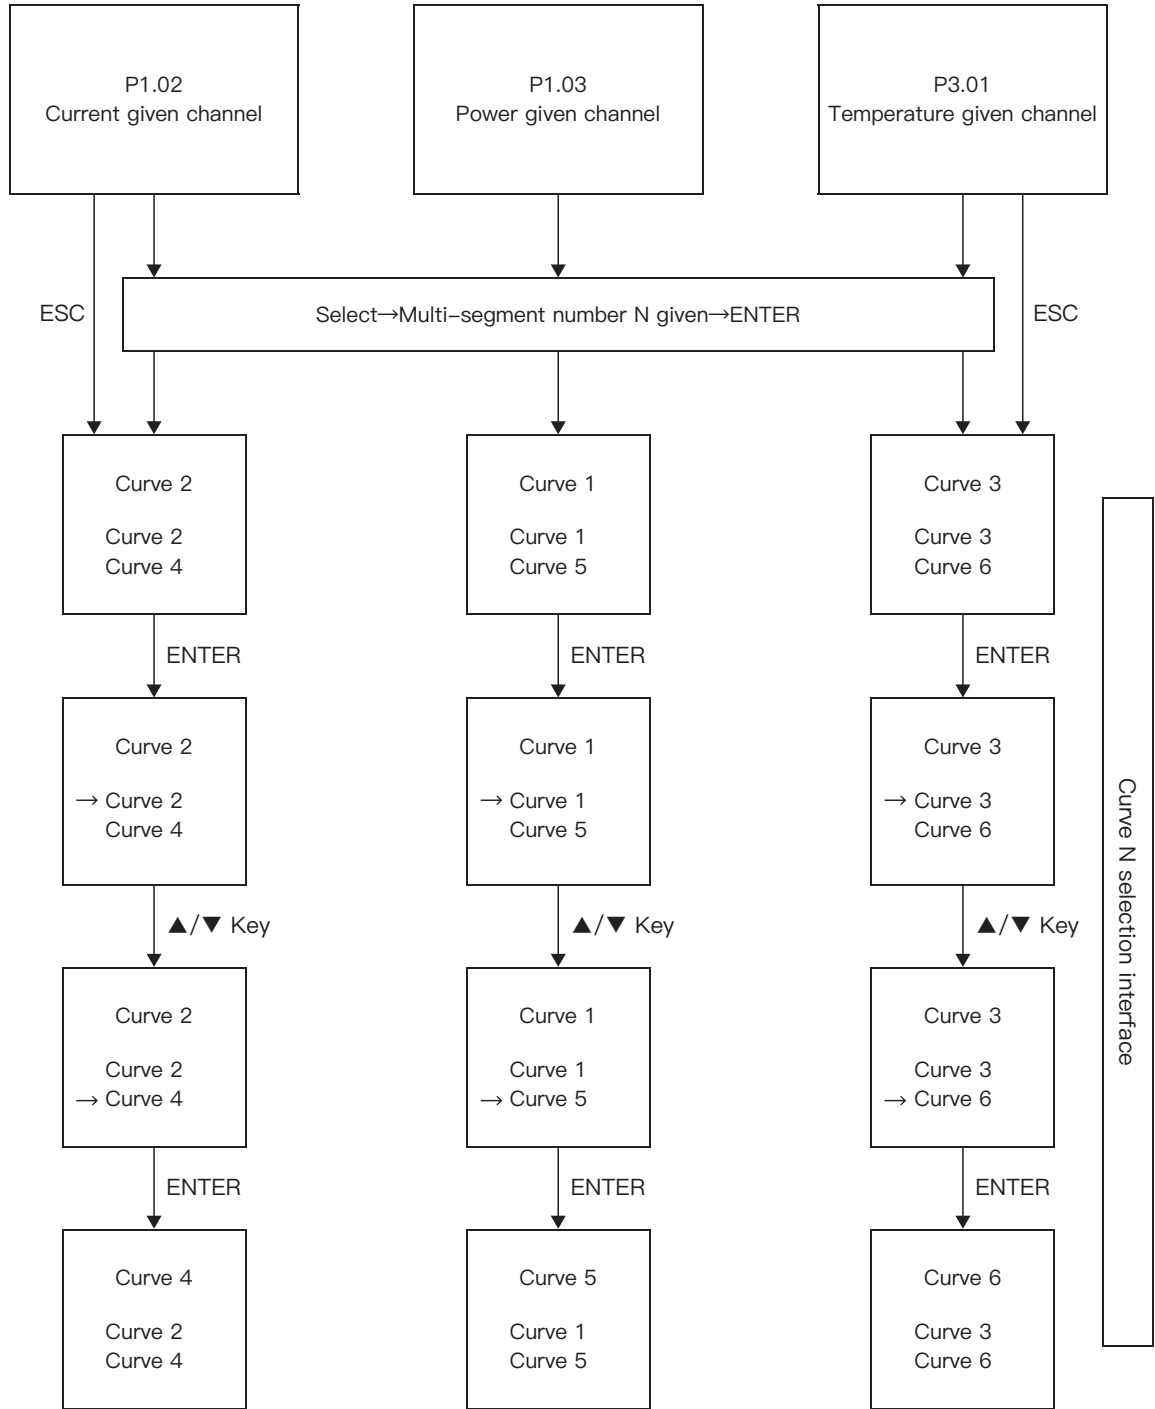 P1.02
Current given channel
P1.03
Power given channel
P3.01
Temperature given channel
ESC
Select→Multi-segment number N given→ENTER
ESC
Curve 2
Curve 2
Curve 4
Curve 1
Curve 1
Curve 5
Curve 3
Curve 3
Curve 6
ENTER
ENTER
ENTER
Curve 2
→ Curve 2
Curve 4
Curve 1
→ Curve 1
Curve 5
Curve 3
→ Curve 3
Curve 6
▲/▼ Key
▲/▼ Key
▲/▼ Key
Curve 2
Curve 2
→ Curve 4
Curve 1
Curve 1
→ Curve 5
Curve 3
Curve 3
→ Curve 6
ENTER
ENTER
ENTER
Curve 4
Curve 2
Curve 4
Curve 5
Curve 1
Curve 5
Curve 6
Curve 3
Curve 6
Curve N selection interface